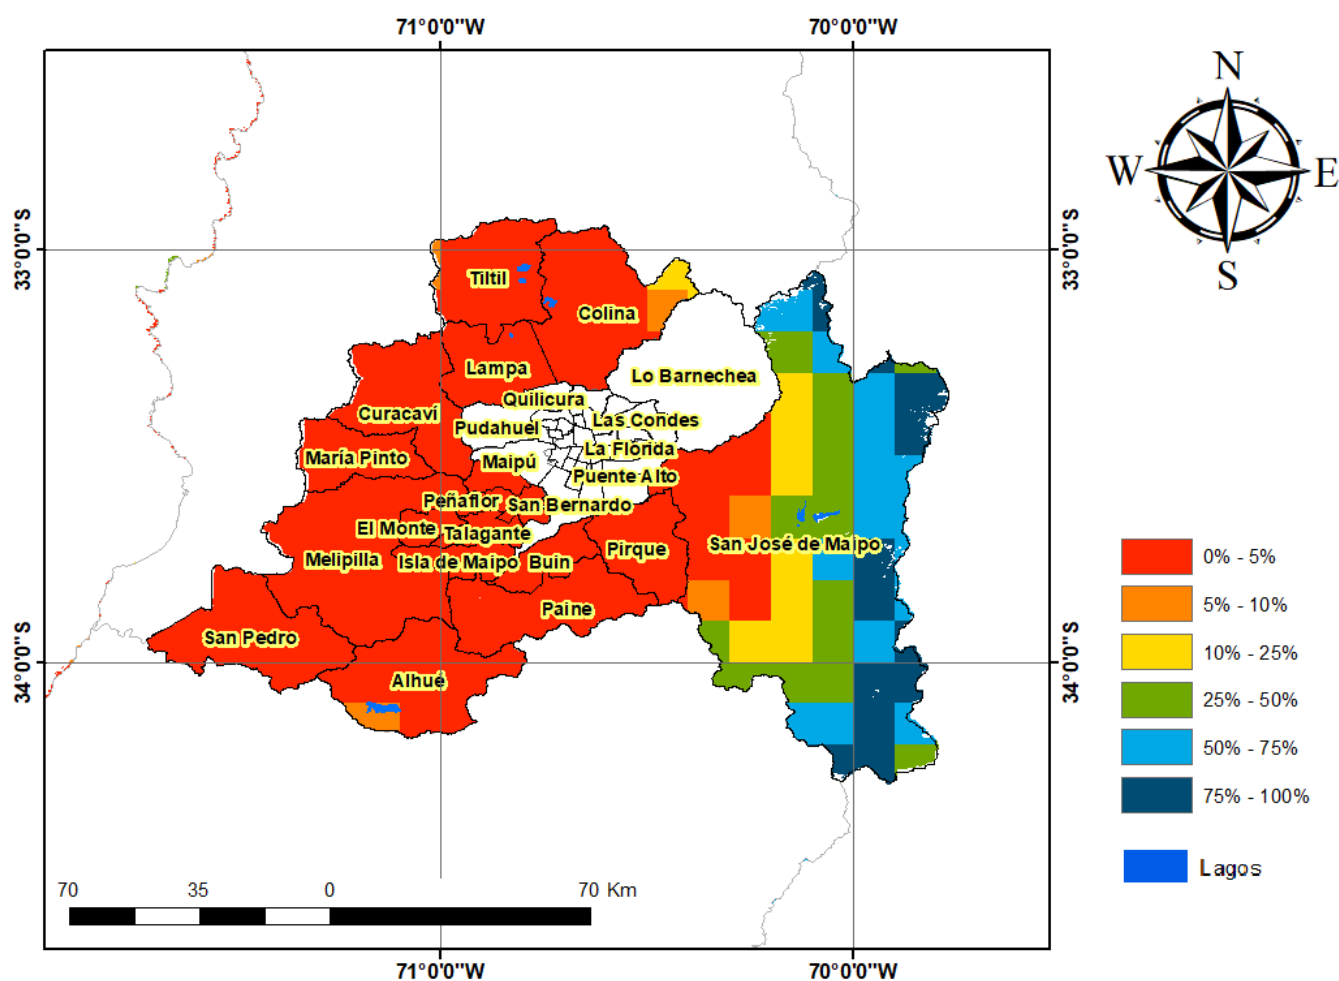 71°0'0"W
70°0'0"W
N
W
E
S
33°0'0"S
33°0'0"S
Tiltil
Colina
Lampa
Lo Barnechea
Quilicura
Curacaví
Pudahuel
Las Condes
María Pinto
Maipú
La Florida
Puente Alto
Peñaflor
San Bernardo
El Monte
Talagante
Pirque
San José de Maipo
Melipilla
Isla de Maipo
Buin
Paine
San Pedro
Alhué
34°0'0"S
34°0'0"S
0% - 5%
5% - 10%
10% - 25%
25% - 50%
50% - 75%
75% - 100%
Lagos
70
35
0
70 Km
71°0'0"W
70°0'0"W